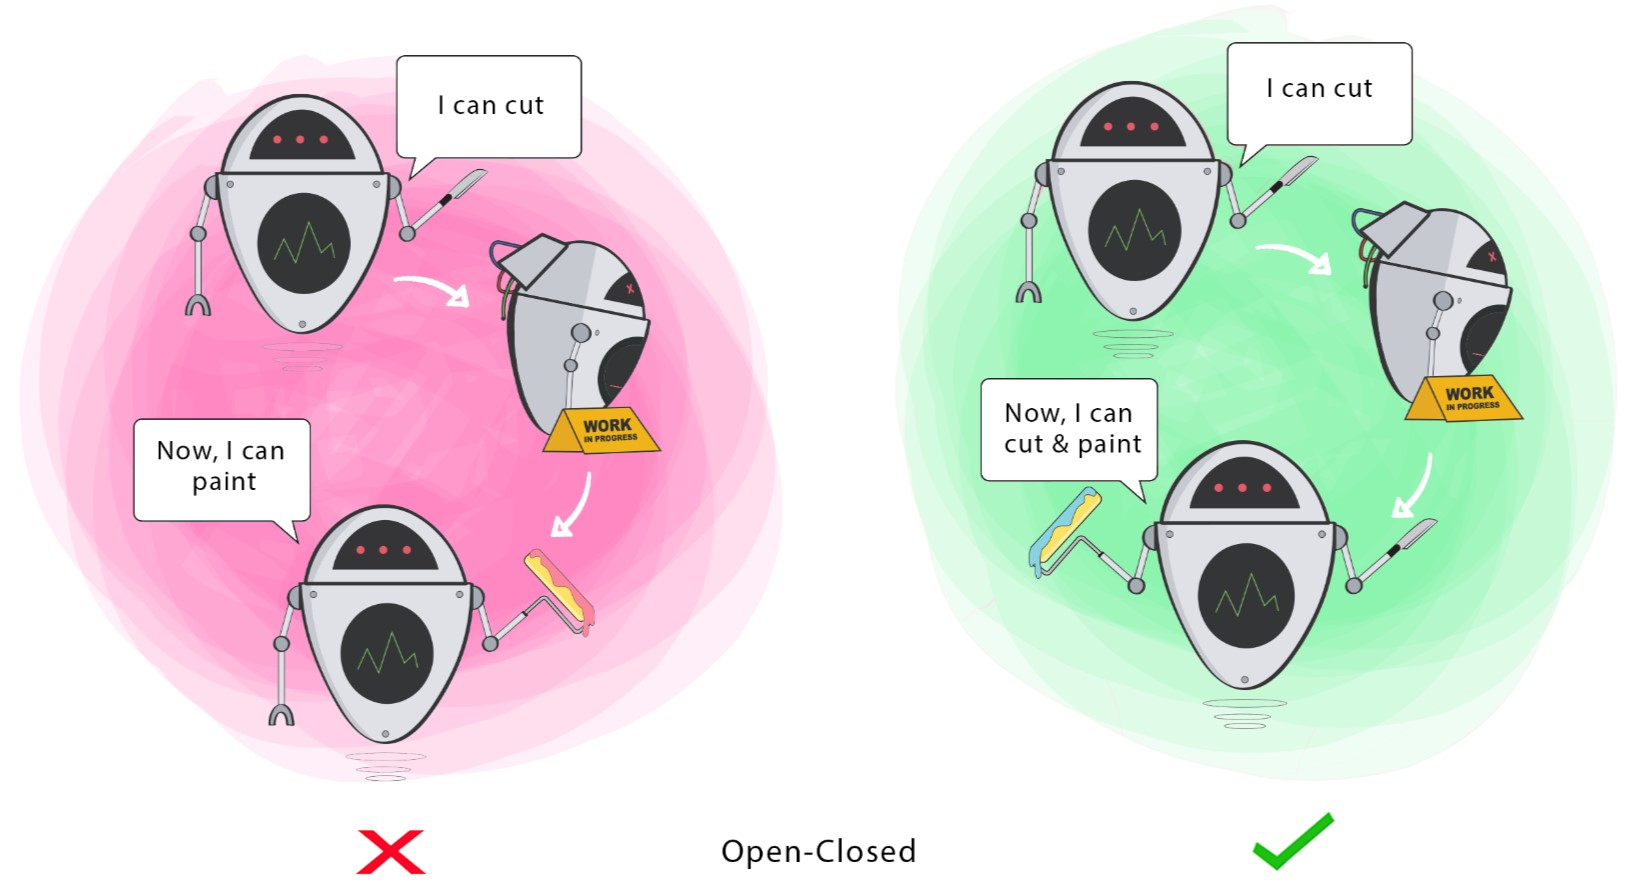 I can cut
WORK
IN PROGRESS
Now, I can
paint
I can cut
WORK
IN PROGRESS
Now, I can
cut & paint
Open-Closed